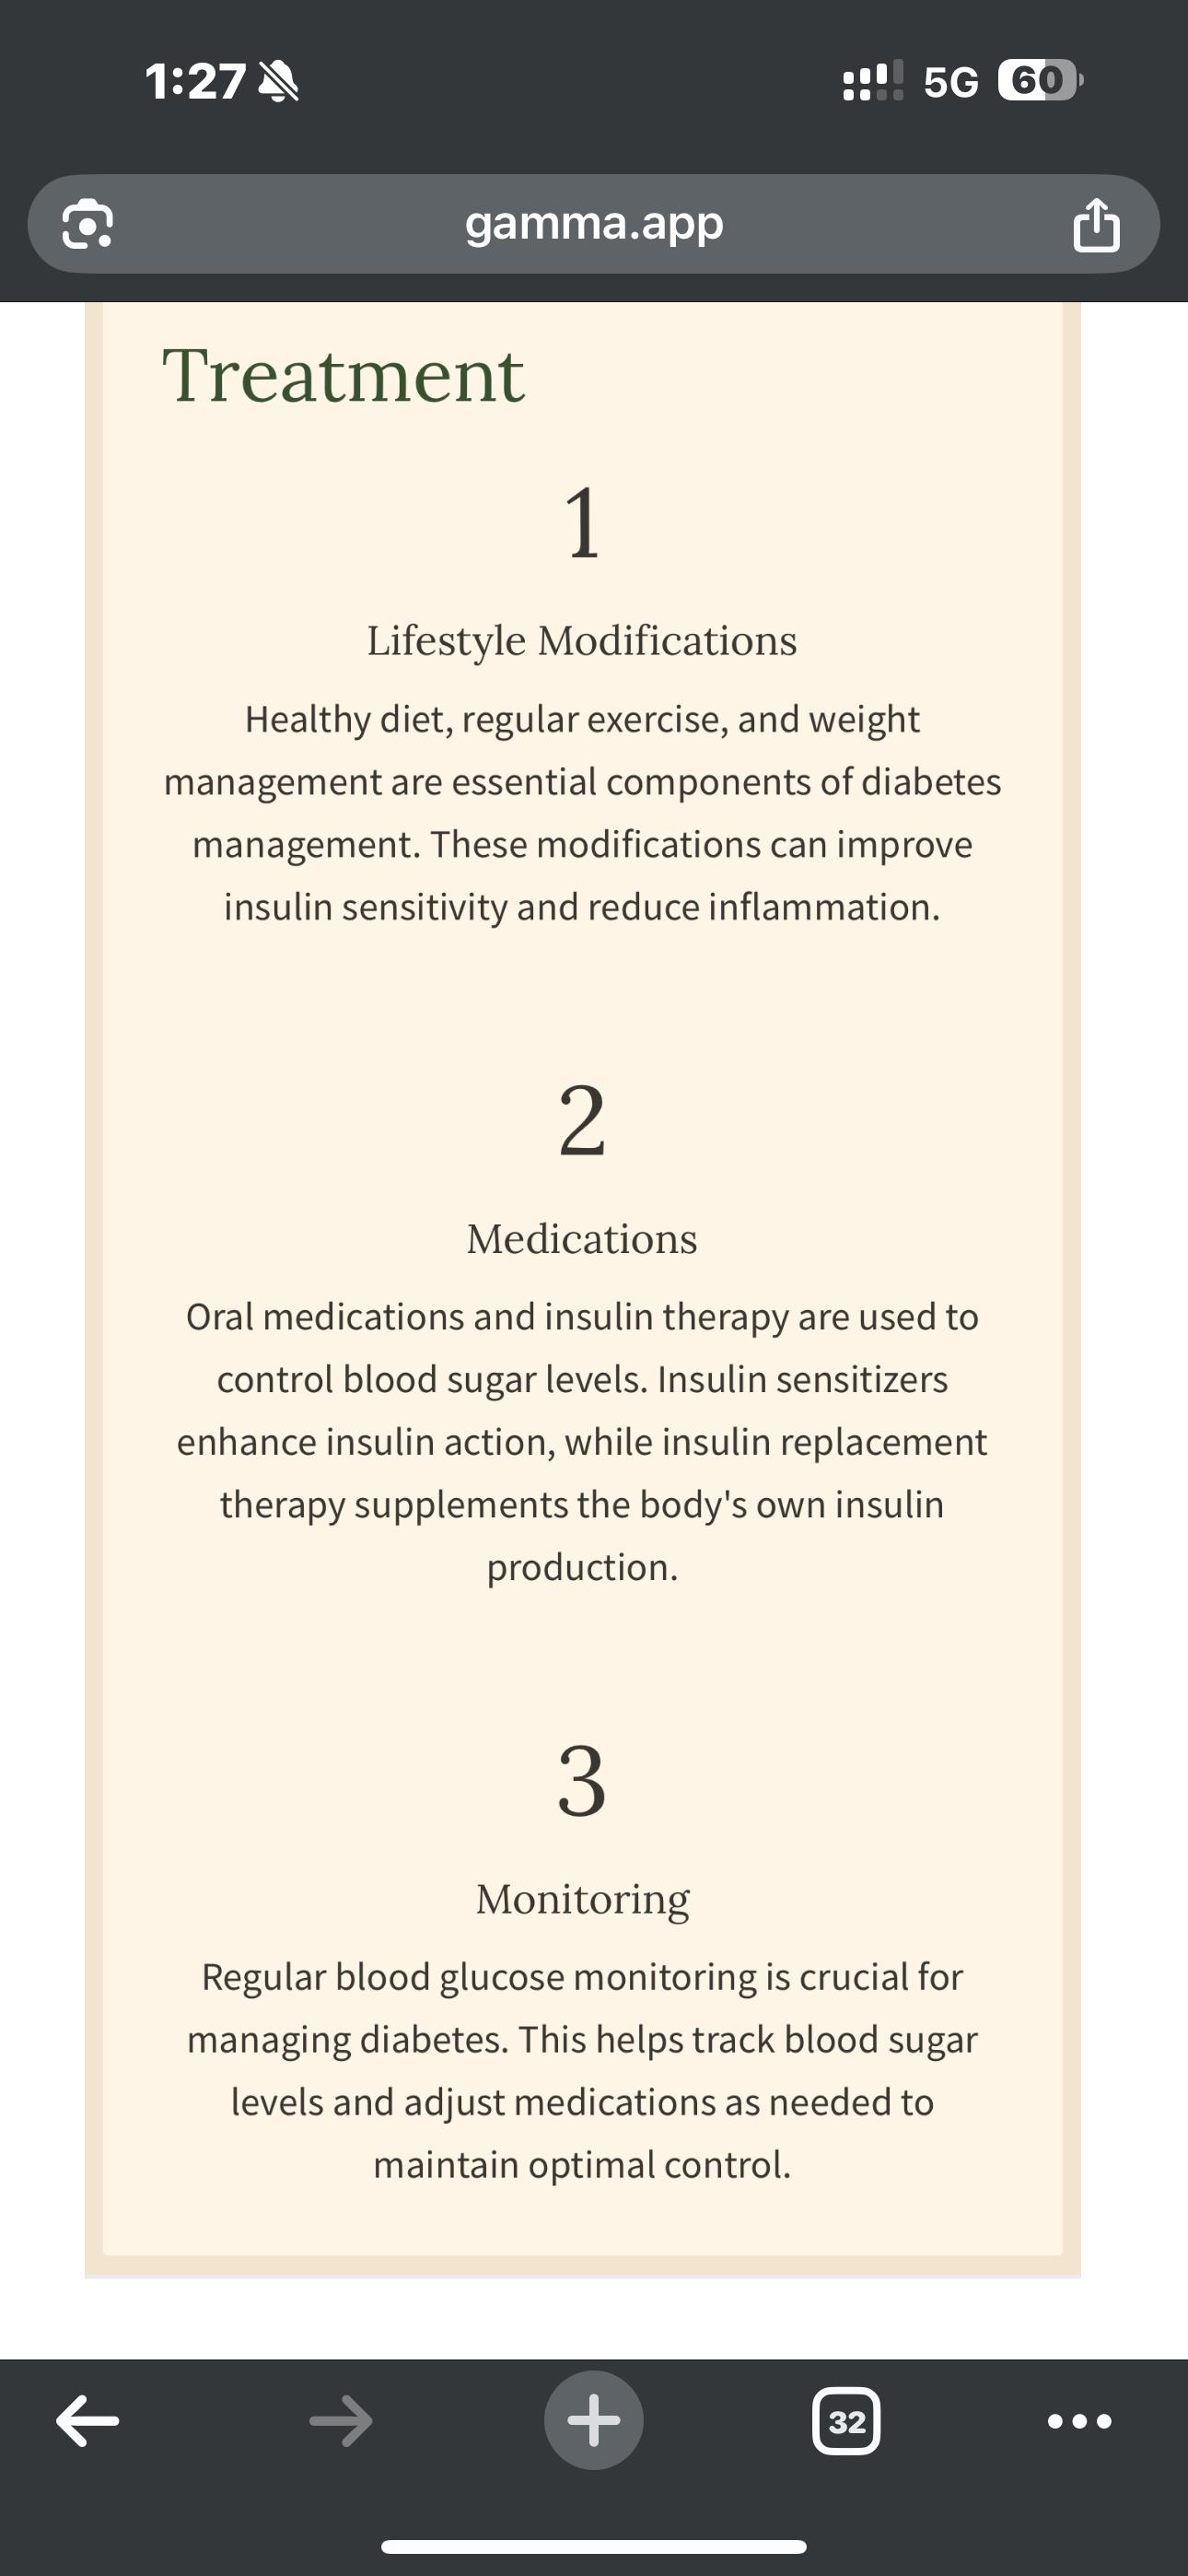 1:27
5G
60
gamma.app
Treatment
1
Lifestyle Modifications
Healthy diet, regular exercise, and weight
management are essential components of diabetes
management. These modifications can improve
insulin sensitivity and reduce inflammation.
2
Medications
Oral medications and insulin therapy are used to
control blood sugar levels. Insulin sensitizers
enhance insulin action, while insulin replacement
therapy supplements the body's own insulin
production.
3
Monitoring
Regular blood glucose monitoring is crucial for
managing diabetes. This helps track blood sugar
levels and adjust medications as needed to
maintain optimal control.
32